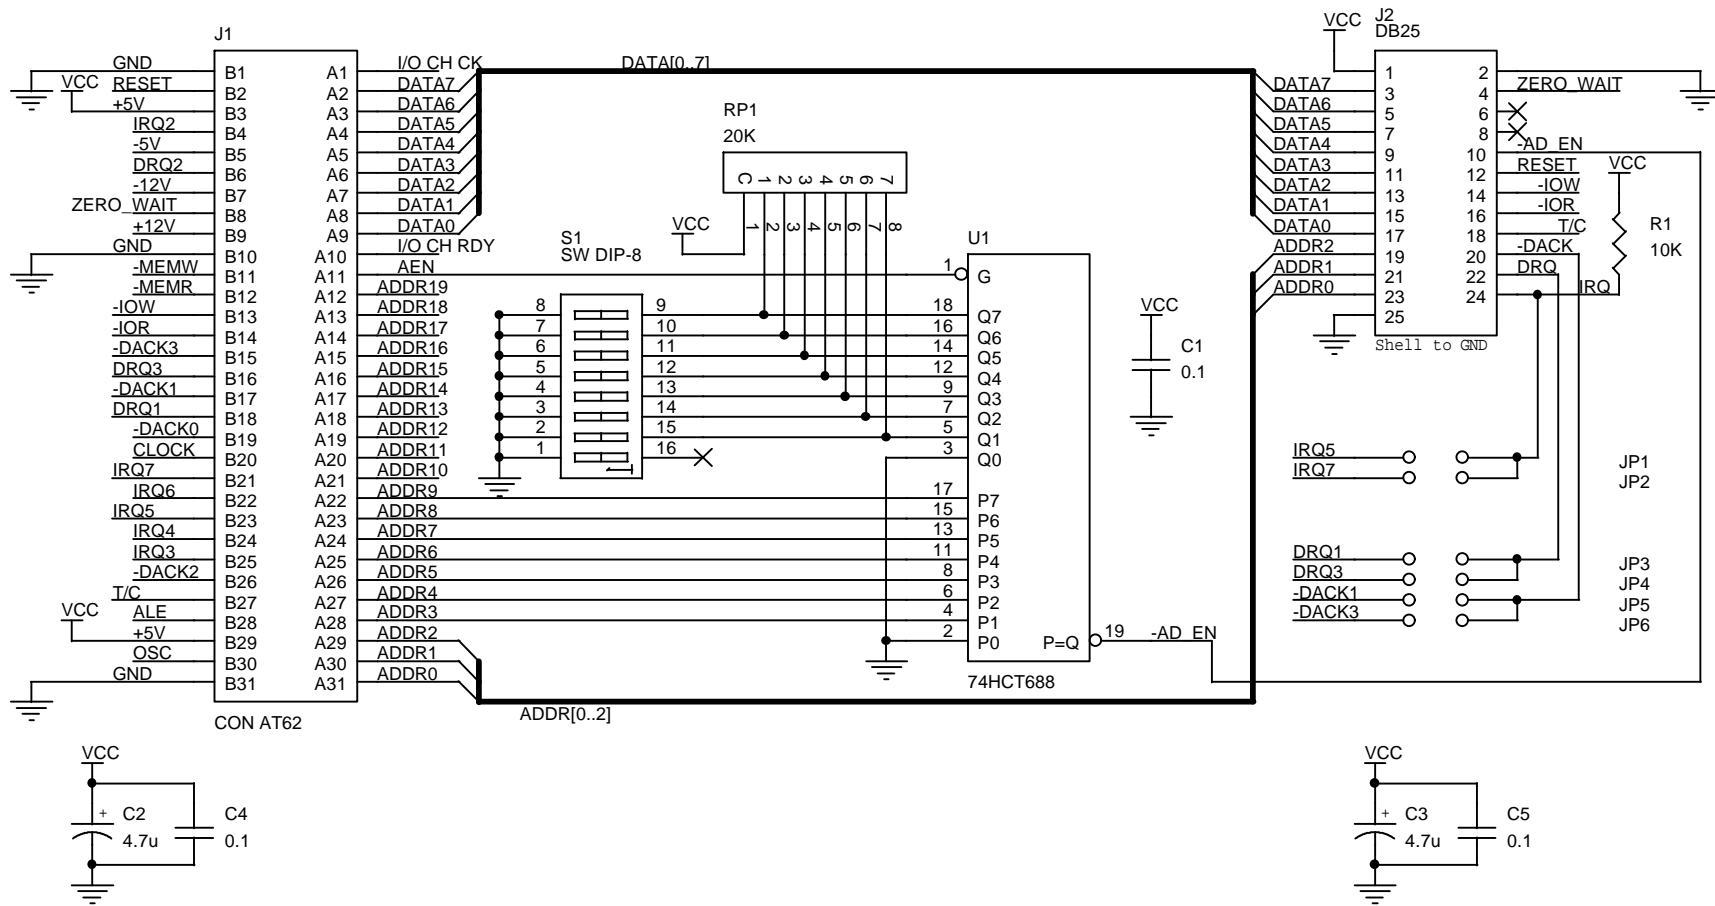 J1
GND B1 A1 I/O CH CK
VCC
RESET B2 A2 DATA7
+5V B3 A3 DATA6
IRQ2 B4 A4 DATA5
-5V B5 A5 DATA4
DRQ2 B6 A6 DATA3
-12V B7 A7 DATA2
ZERO_WAIT B8 A8 DATA1
+12V B9 A9 DATA0
GND B10 A10 I/O CH RDY
-MEMW B11 A11 AEN
-MEMR B12 A12 ADDR19
-IOW B13 A13 ADDR18
-IOR B14 A14 ADDR17
-DACK3 B15 A15 ADDR16
DRQ3 B16 A16 ADDR15
-DACK1 B17 A17 ADDR14
DRQ1 B18 A18 ADDR13
-DACK0 B19 A19 ADDR12
CLOCK B20 A20 ADDR11
IRQ7 B21 A21 ADDR10
IRQ6 B22 A22 ADDR9
IRQ5 B23 A23 ADDR8
IRQ4 B24 A24 ADDR7
IRQ3 B25 A25 ADDR6
-DACK2 B26 A26 ADDR5
T/C B27 A27 ADDR4
VCC
ALE B28 A28 ADDR3
+5V B29 A29 ADDR2
OSC B30 A30 ADDR1
GND B31 A31 ADDR0
CON AT62
DATA[0..7]
ADDR[0..2]
RP1
20K
C 1 2 3 4 5 6 7
1 2 3 4 5 6 7 8
VCC
S1
SW DIP-8
8 9
7 10
6 11
5 12
4 13
3 14
2 15
1 16
1
U1
1 G
18 Q7
16 Q6
14 Q5
12 Q4
9 Q3
7 Q2
5 Q1
3 Q0
17 P7
15 P6
13 P5
11 P4
8 P3
6 P2
4 P1
2 P0 P=Q 19 -AD_EN
74HCT688
VCC
C1
0.1
VCC
J2
DB25
1 2
DATA7 3 4 ZERO_WAIT
DATA6 5 6
DATA5 7 8
DATA4 9 10 -AD_EN
DATA3 11 12 RESET
DATA2 13 14 -IOW
DATA1 15 16 -IOR
DATA0 17 18 T/C
ADDR2 19 20 -DACK
ADDR1 21 22 DRQ
ADDR0 23 24 IRQ
25
Shell to GND
VCC
R1
10K
IRQ5 JP1
IRQ7 JP2
DRQ1 JP3
DRQ3 JP4
-DACK1 JP5
-DACK3 JP6
VCC
+ C2
4.7u
C4
0.1
VCC
+ C3
4.7u
C5
0.1